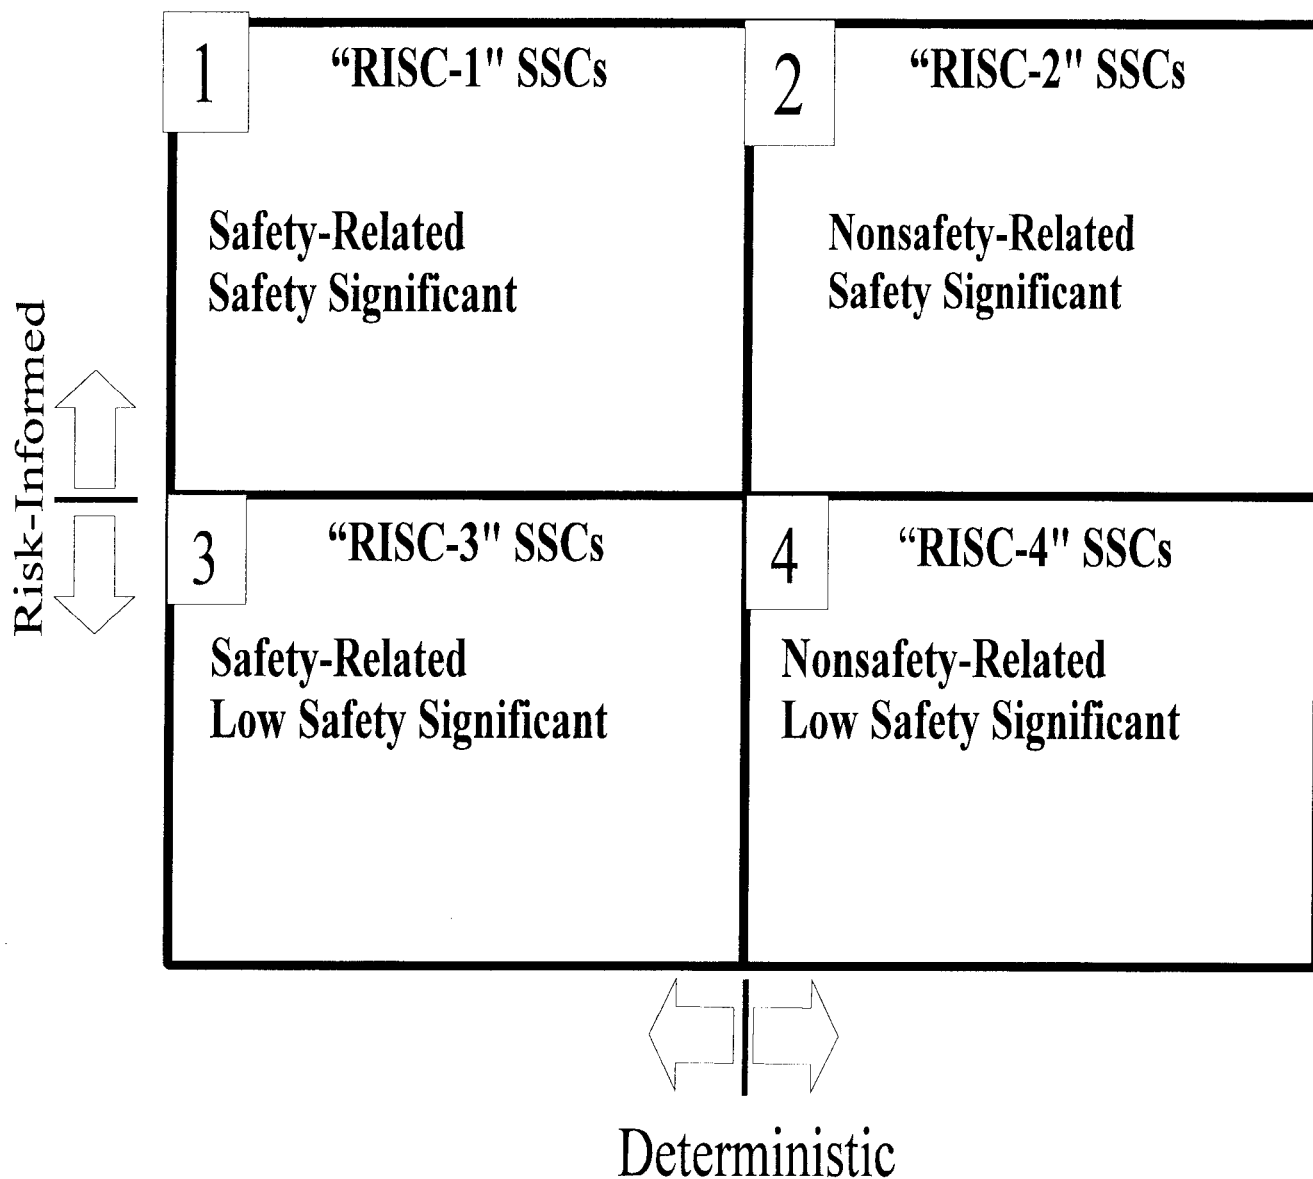 1
“RISC-1" SSCs
Safety-Related
Safety Significant
2
“RISC-2" SSCs
Nonsafety-Related
Safety Significant
Risk-Informed
3
“RISC-3" SSCs
Safety-Related
Low Safety Significant
4
“RISC-4" SSCs
Nonsafety-Related
Low Safety Significant
Deterministic